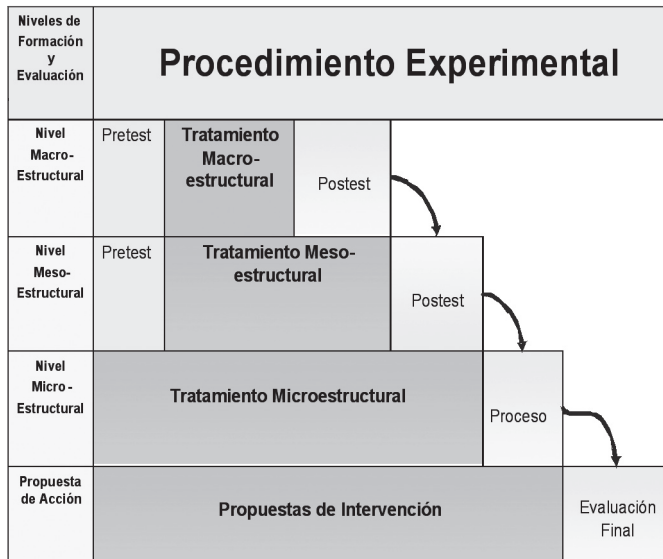 Niveles de
Formación
y
Evaluación
Procedimiento Experimental
Nivel
Macro-
Estructural
Pretest
Tratamiento
Macro-
estructural
Postest
Nivel
Meso-
Estructural
Pretest
Tratamiento Meso-
estructural
Postest
Nivel
Micro-
Estructural
Tratamiento Microestructural
Proceso
Propuesta
de Acción
Propuestas de Intervención
Evaluación
Final